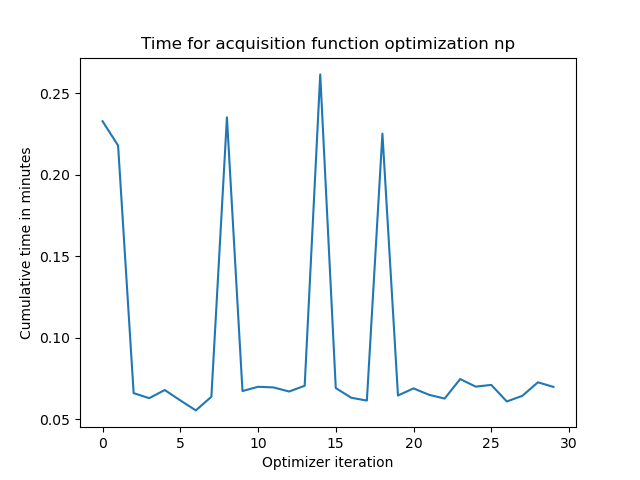 Time for acquisition function optimization np
Cumulative time in minutes
0.25
0.20
0.15
0.10
0.05
0 5 10 15 20 25 30
Optimizer iteration